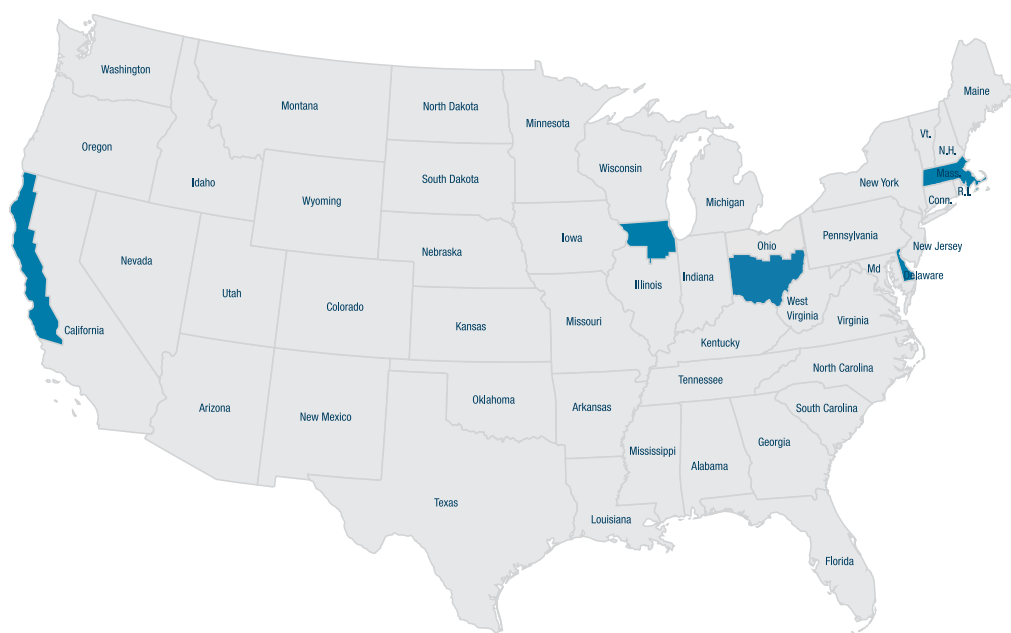 Washington
Montana
North Dakota
Minnesota
Maine
Oregon
Idaho
Wyoming
South Dakota
Wisconsin
Michigan
New York
Vt.
N.H.
Mass.
Conn.
R.I.
Nevada
Utah
Colorado
Nebraska
Iowa
Illinois
Indiana
Ohio
Pennsylvania
New Jersey
Md
Delaware
West
Virginia
Virginia
California
Kansas
Missouri
Kentucky
Arizona
New Mexico
Oklahoma
Arkansas
Tennessee
North Carolina
South Carolina
Texas
Louisiana
Mississippi
Alabama
Georgia
Florida